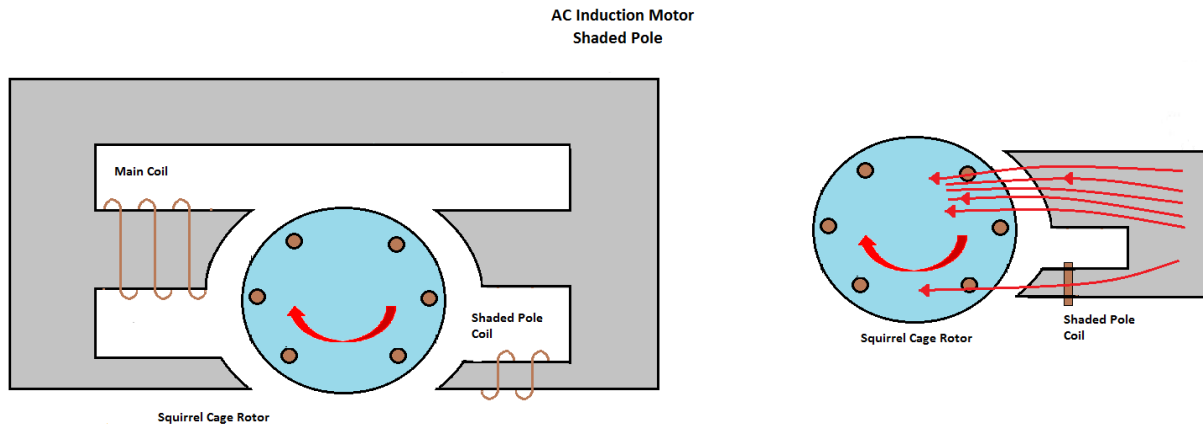 AC Induction Motor
Shaded Pole
Main Coil
Shaded Pole
Coil
Squirrel Cage Rotor
Shaded Pole
Coil
Squirrel Cage Rotor